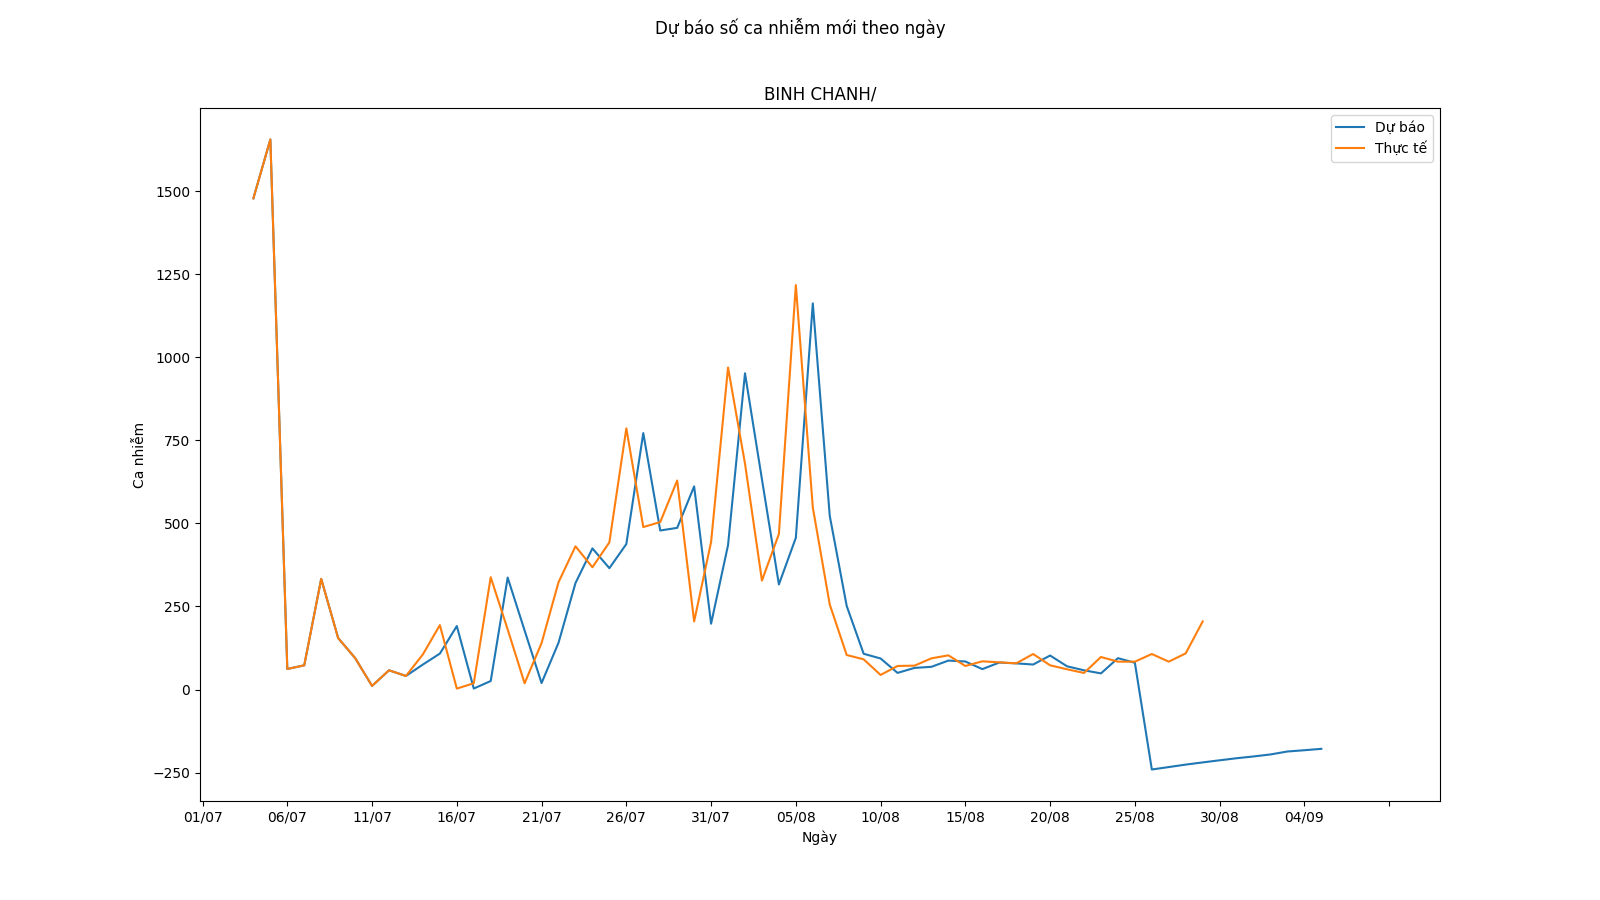 Dự báo số ca nhiễm mới theo ngày
BINH CHANH/
Dự báo
Thực tế
1500
1250
1000
750
500
250
0
−250
Ca nhiễm
01/07 06/07 11/07 16/07 21/07 26/07 31/07 05/08 10/08 15/08 20/08 25/08 30/08 04/09
Ngày